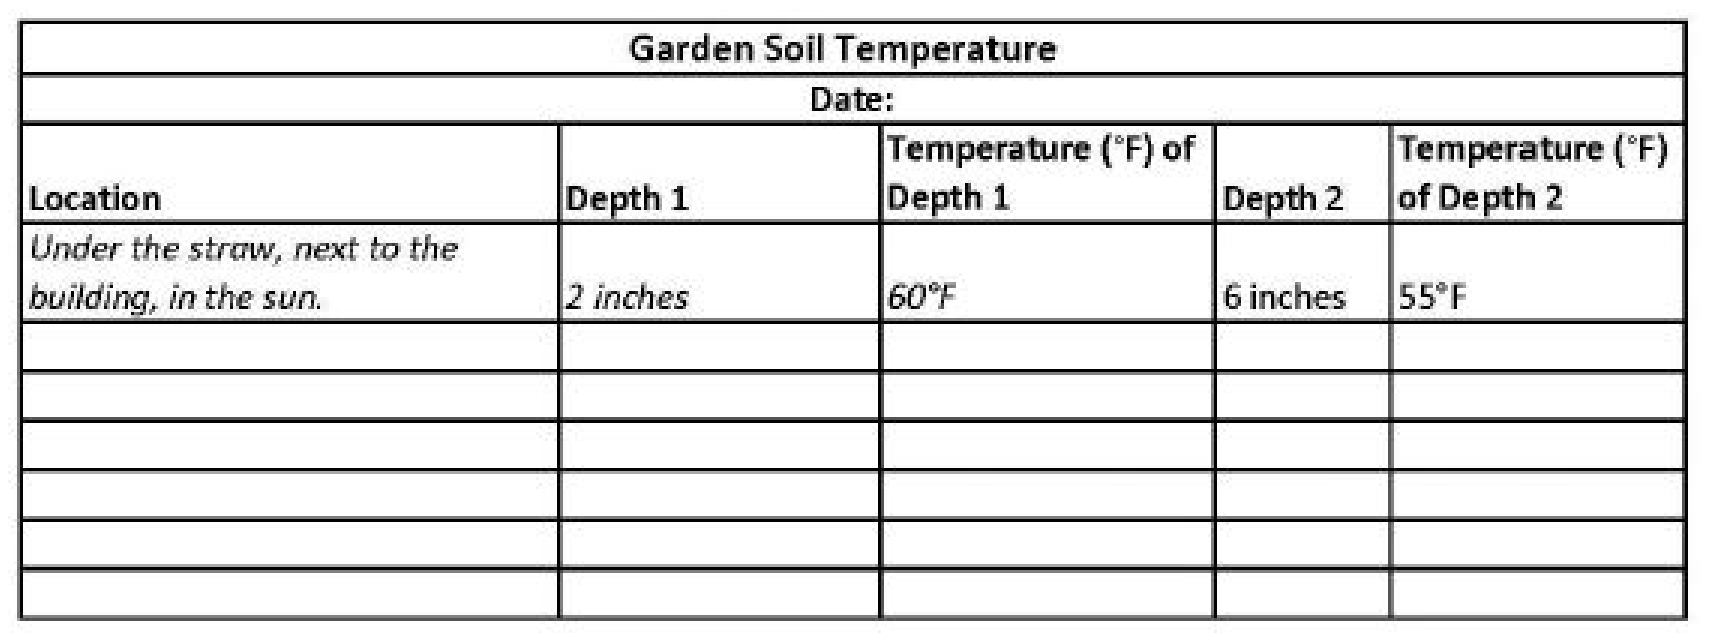 Garden Soil Temperature
Date:
Location
Depth 1
Temperature (°F) of
Depth 1
Depth 2
Temperature (°F)
of Depth 2
Under the straw, next to the
building, in the sun.
2 inches
60°F
6 inches
55°F